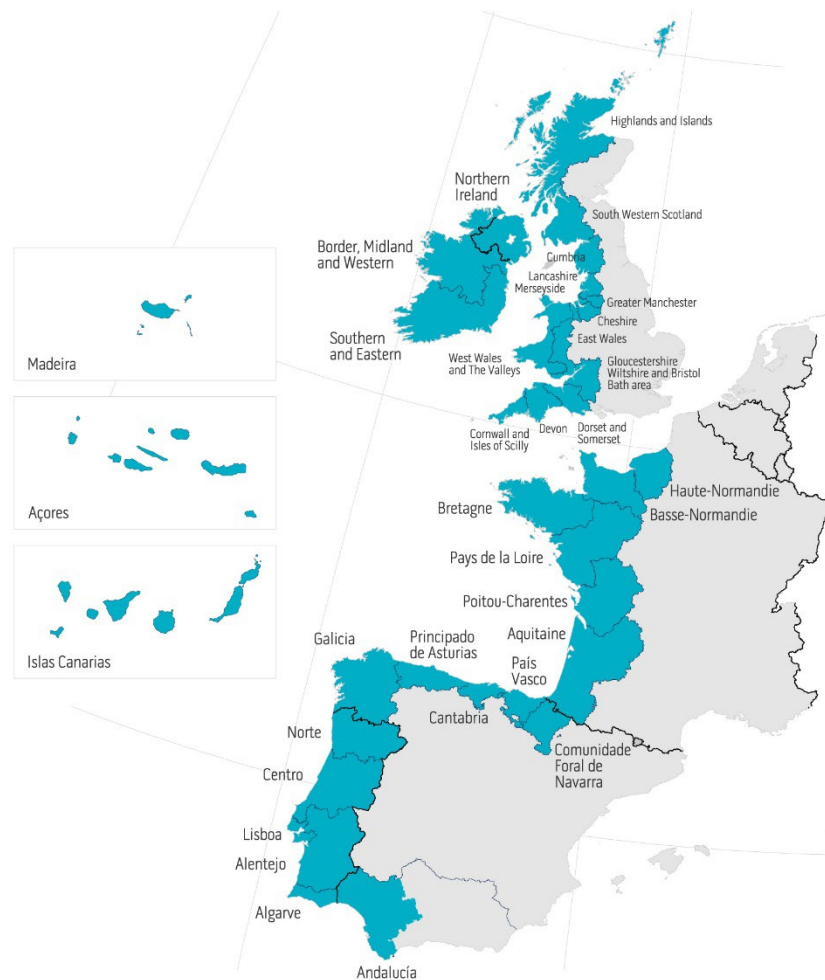 Highlands and Islands
Northern
Ireland
South Western Scotland
Border, Midland
and Western
Cumbria
Lancashire
Merseyside
Greater Manchester
Cheshire
East Wales
Southern
and Eastern
West Wales
and The Valleys
Gloucestershire
Wiltshire and Bristol
Bath area
Cornwall and
Isles of Scilly
Devon
Dorset and
Somerset
Madeira
Açores
Islas Canarias
Haute-Normandie
Basse-Normandie
Bretagne
Pays de la Loire
Poitou-Charentes
Aquitaine
País
Vasco
Principado
de Asturias
Galicia
Cantabria
Comunidade
Foral de
Navarra
Norte
Centro
Lisboa
Alentejo
Algarve
Andalucía